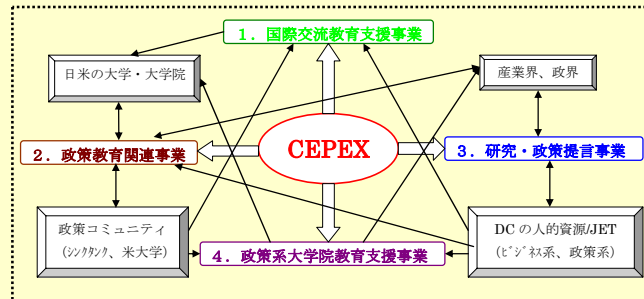 1．国際交流教育支援事業
日米の大学・大学院
産業界、政界
CEPEX
2．政策教育関連事業
3．研究・政策提言事業
政策コミュニティ
(ｼﾝｸﾀﾝｸ、米大学)
4．政策系大学院教育支援事業
DC の人的資源/JET
(ﾋﾞｼﾞﾈｽ系、政策系)